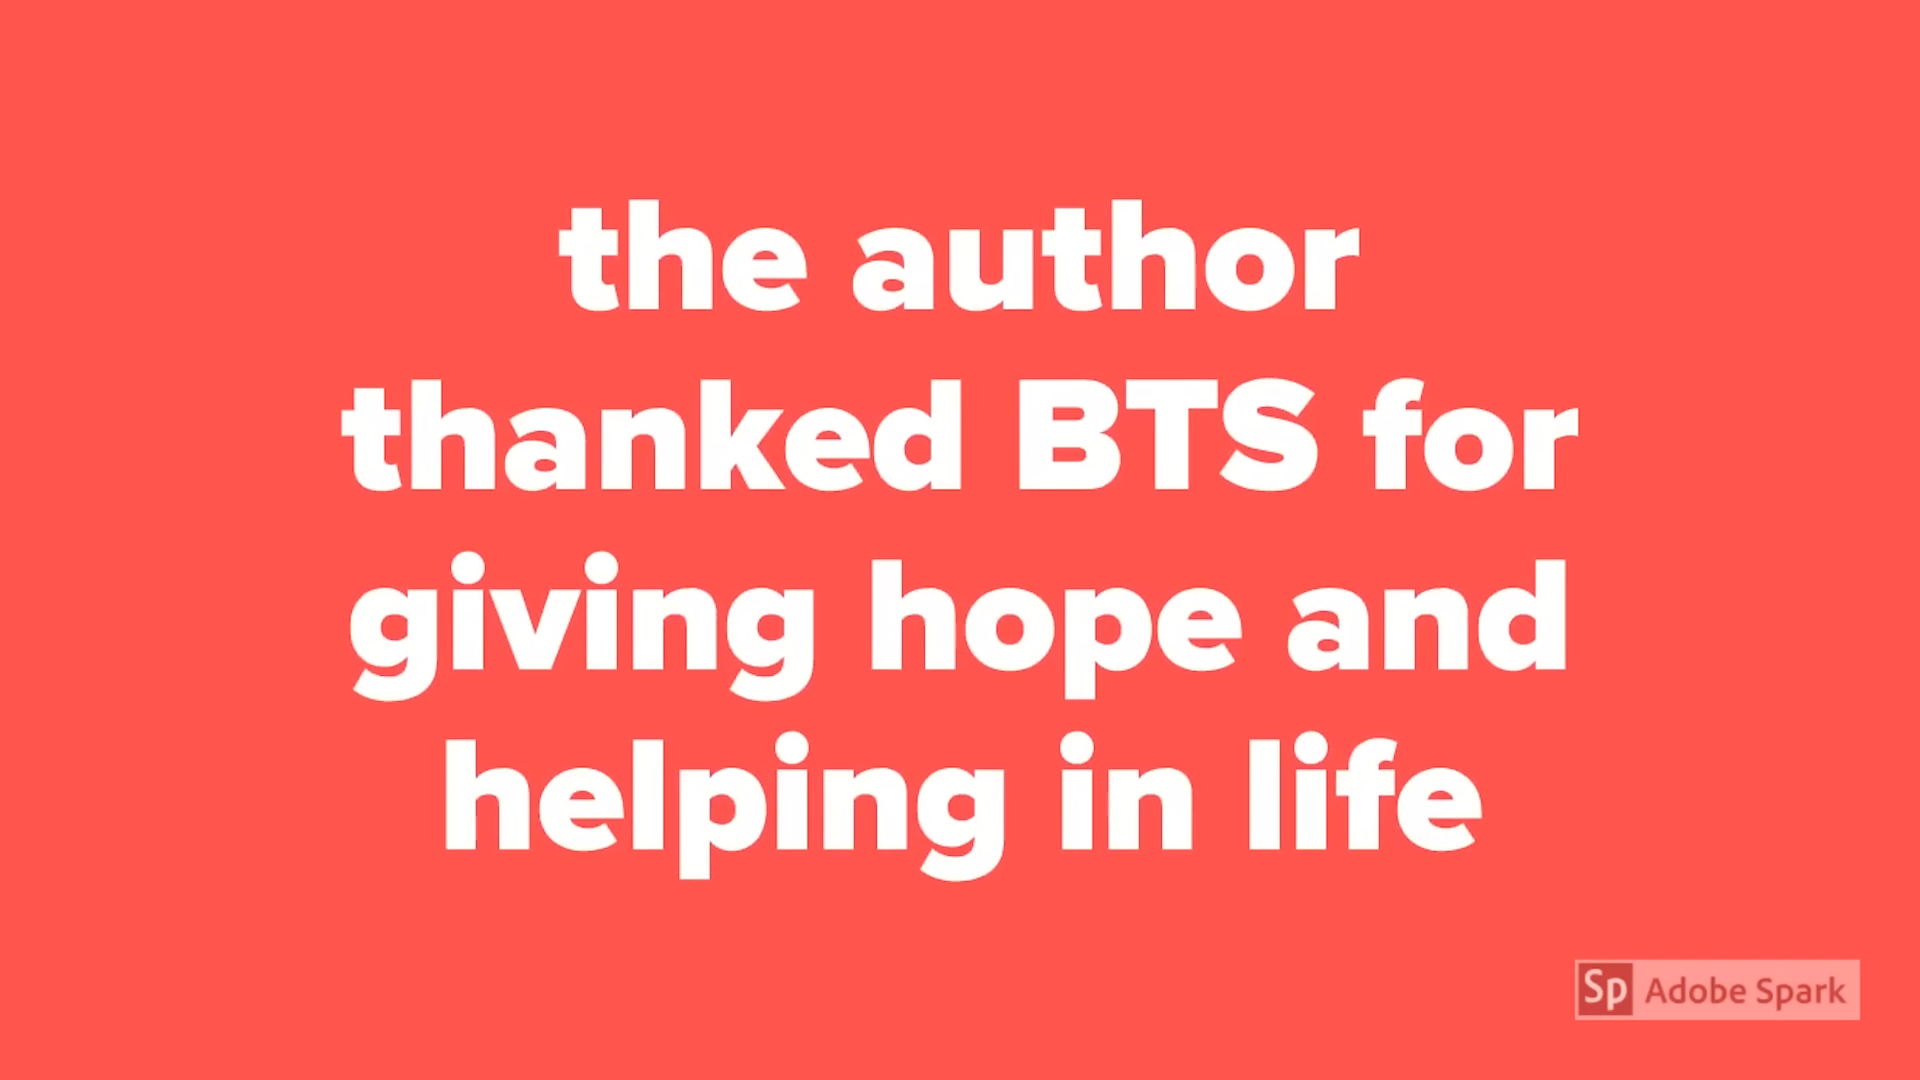 the author
thanked BTS for
giving hope and
helping in life
Sp Adobe Spark